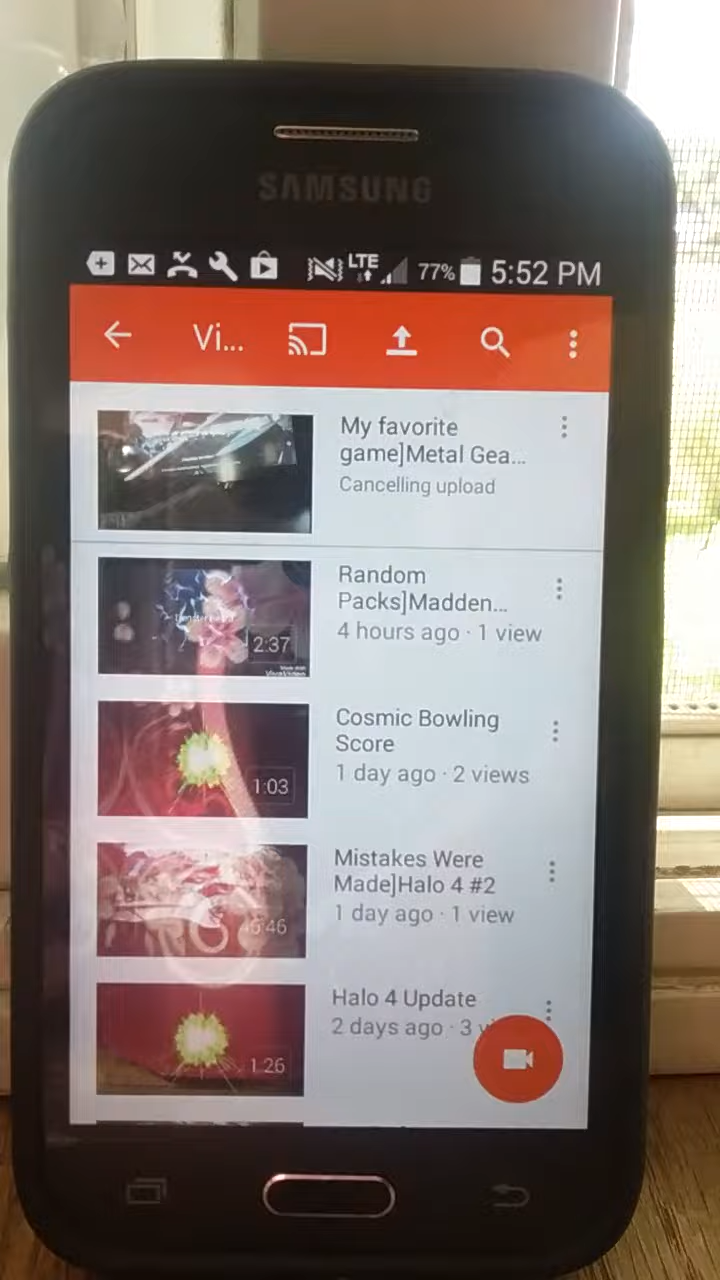 SAMSUNG
LTE 77% 5:52 PM
Vi...
My favorite
game]Metal Gea...
Cancelling upload
Random
Packs]Madden...
4 hours ago · 1 view
2:37
Cosmic Bowling
Score
1 day ago · 2 views
1:03
Mistakes Were
Made]Halo 4 #2
1 day ago · 1 view
Halo 4 Update
2 days ago · 3
1:26